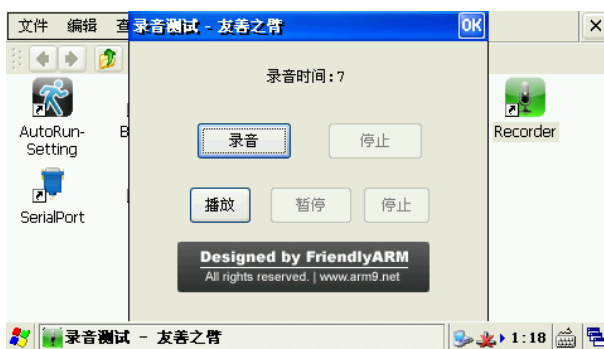 文件 编辑 查
录音测试 - 友善之臂 OK
录音时间:7
录音 停止
播放 暂停 停止
Designed by FriendlyARM
All rights reserved. | www.arm9.net
AutoRun-
Setting
B
Recorder
SerialPort
录音测试 - 友善之臂
1:18